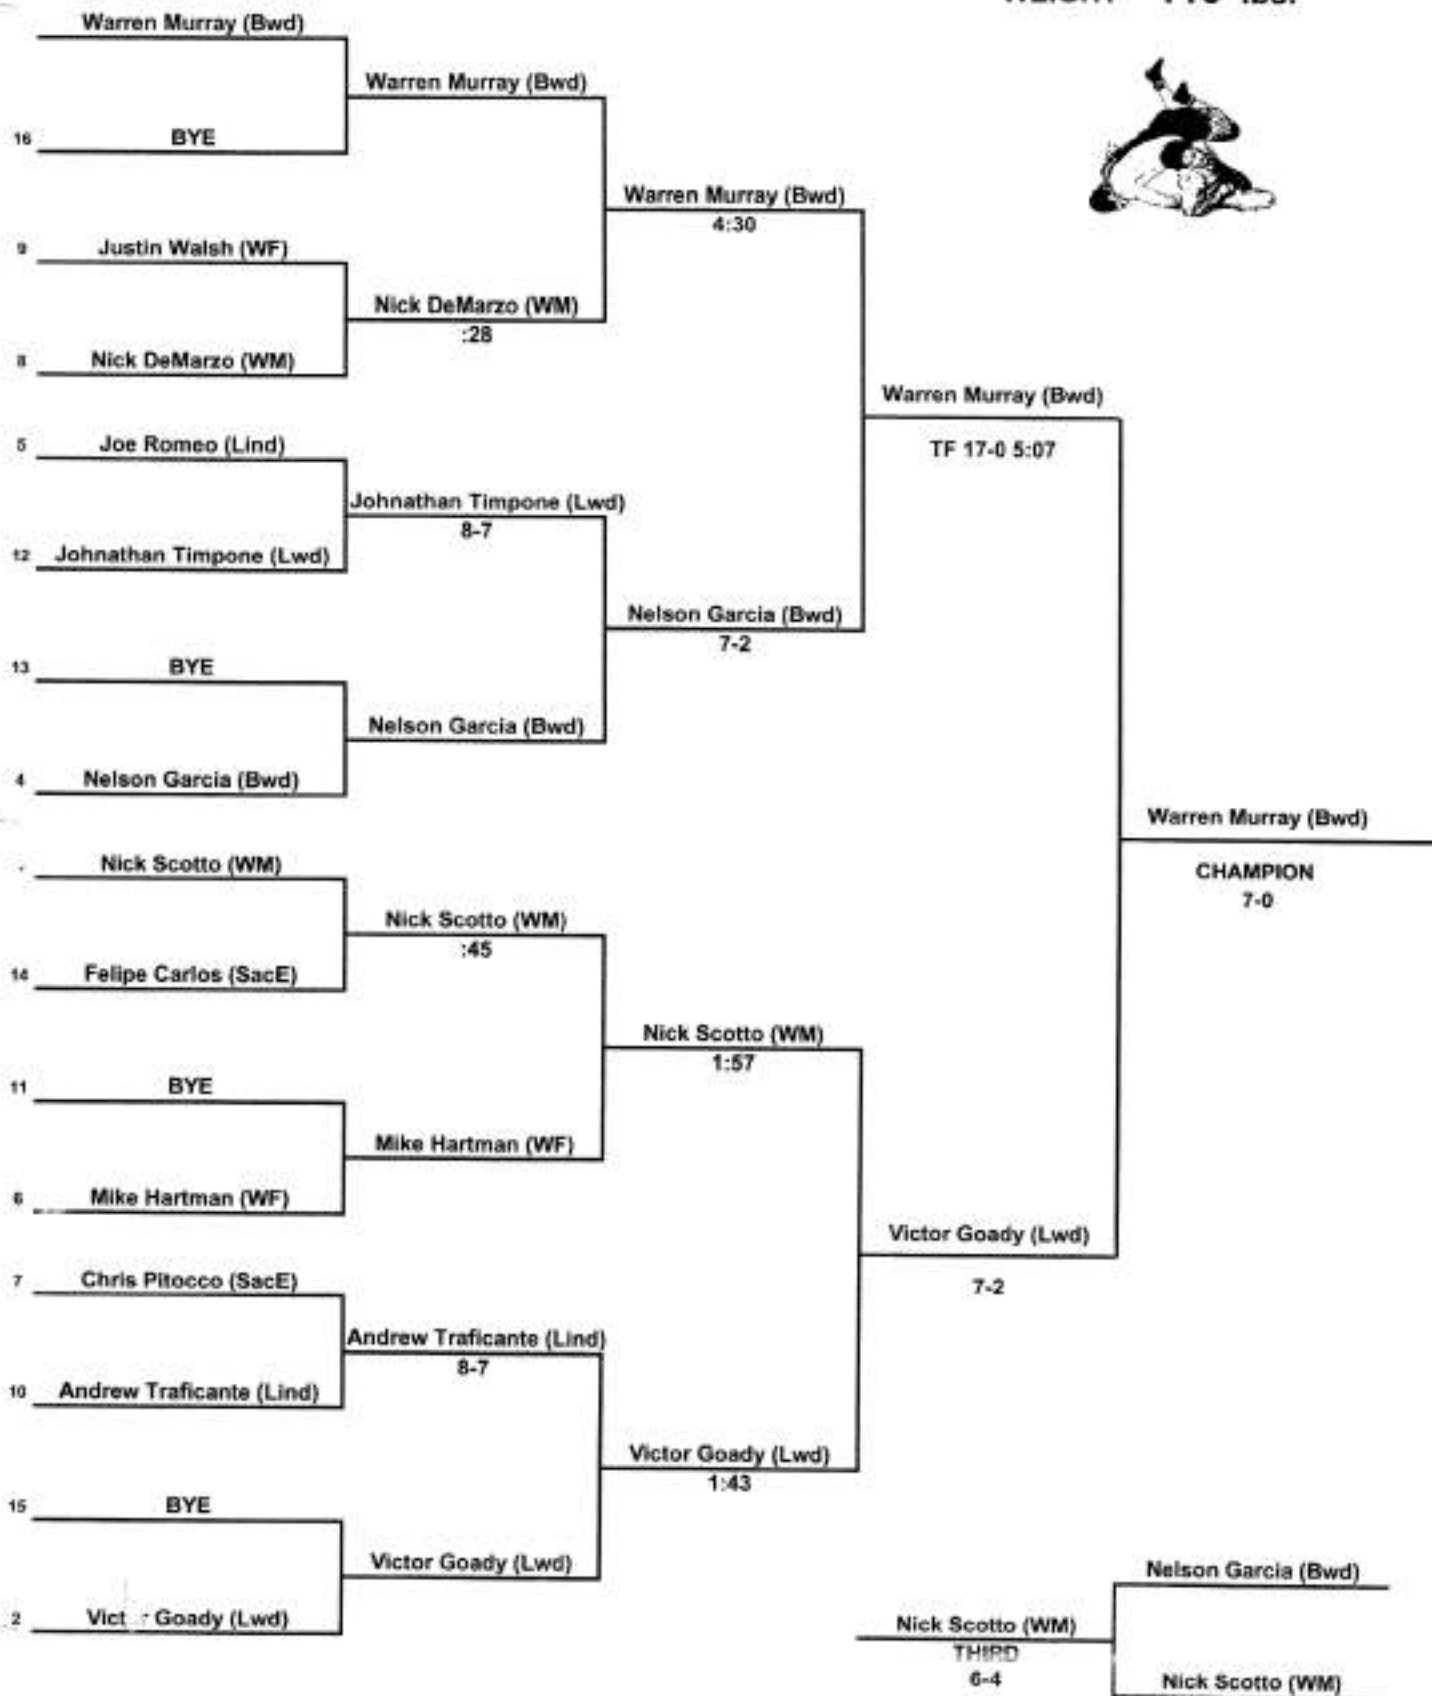 Warren Murray (Bwd)
Warren Murray (Bwd)
16 BYE
Warren Murray (Bwd)
4:30
9 Justin Walsh (WF)
Nick DeMarzo (WM)
:28
8 Nick DeMarzo (WM)
Warren Murray (Bwd)
TF 17-0 5:07
5 Joe Romeo (Lind)
Johnathan Timpone (Lwd)
8-7
12 Johnathan Timpone (Lwd)
Nelson Garcia (Bwd)
7-2
13 BYE
Nelson Garcia (Bwd)
4 Nelson Garcia (Bwd)
Warren Murray (Bwd)
CHAMPION
7-0
Nick Scotto (WM)
Nick Scotto (WM)
:45
14 Felipe Carlos (SacE)
Nick Scotto (WM)
1:57
11 BYE
Mike Hartman (WF)
6 Mike Hartman (WF)
Victor Goady (Lwd)
7-2
7 Chris Pitocco (SacE)
Andrew Traficante (Lind)
8-7
10 Andrew Traficante (Lind)
Victor Goady (Lwd)
1:43
15 BYE
Victor Goady (Lwd)
2 Victor Goady (Lwd)
Nelson Garcia (Bwd)
Nick Scotto (WM)
THIRD
6-4
Nick Scotto (WM)